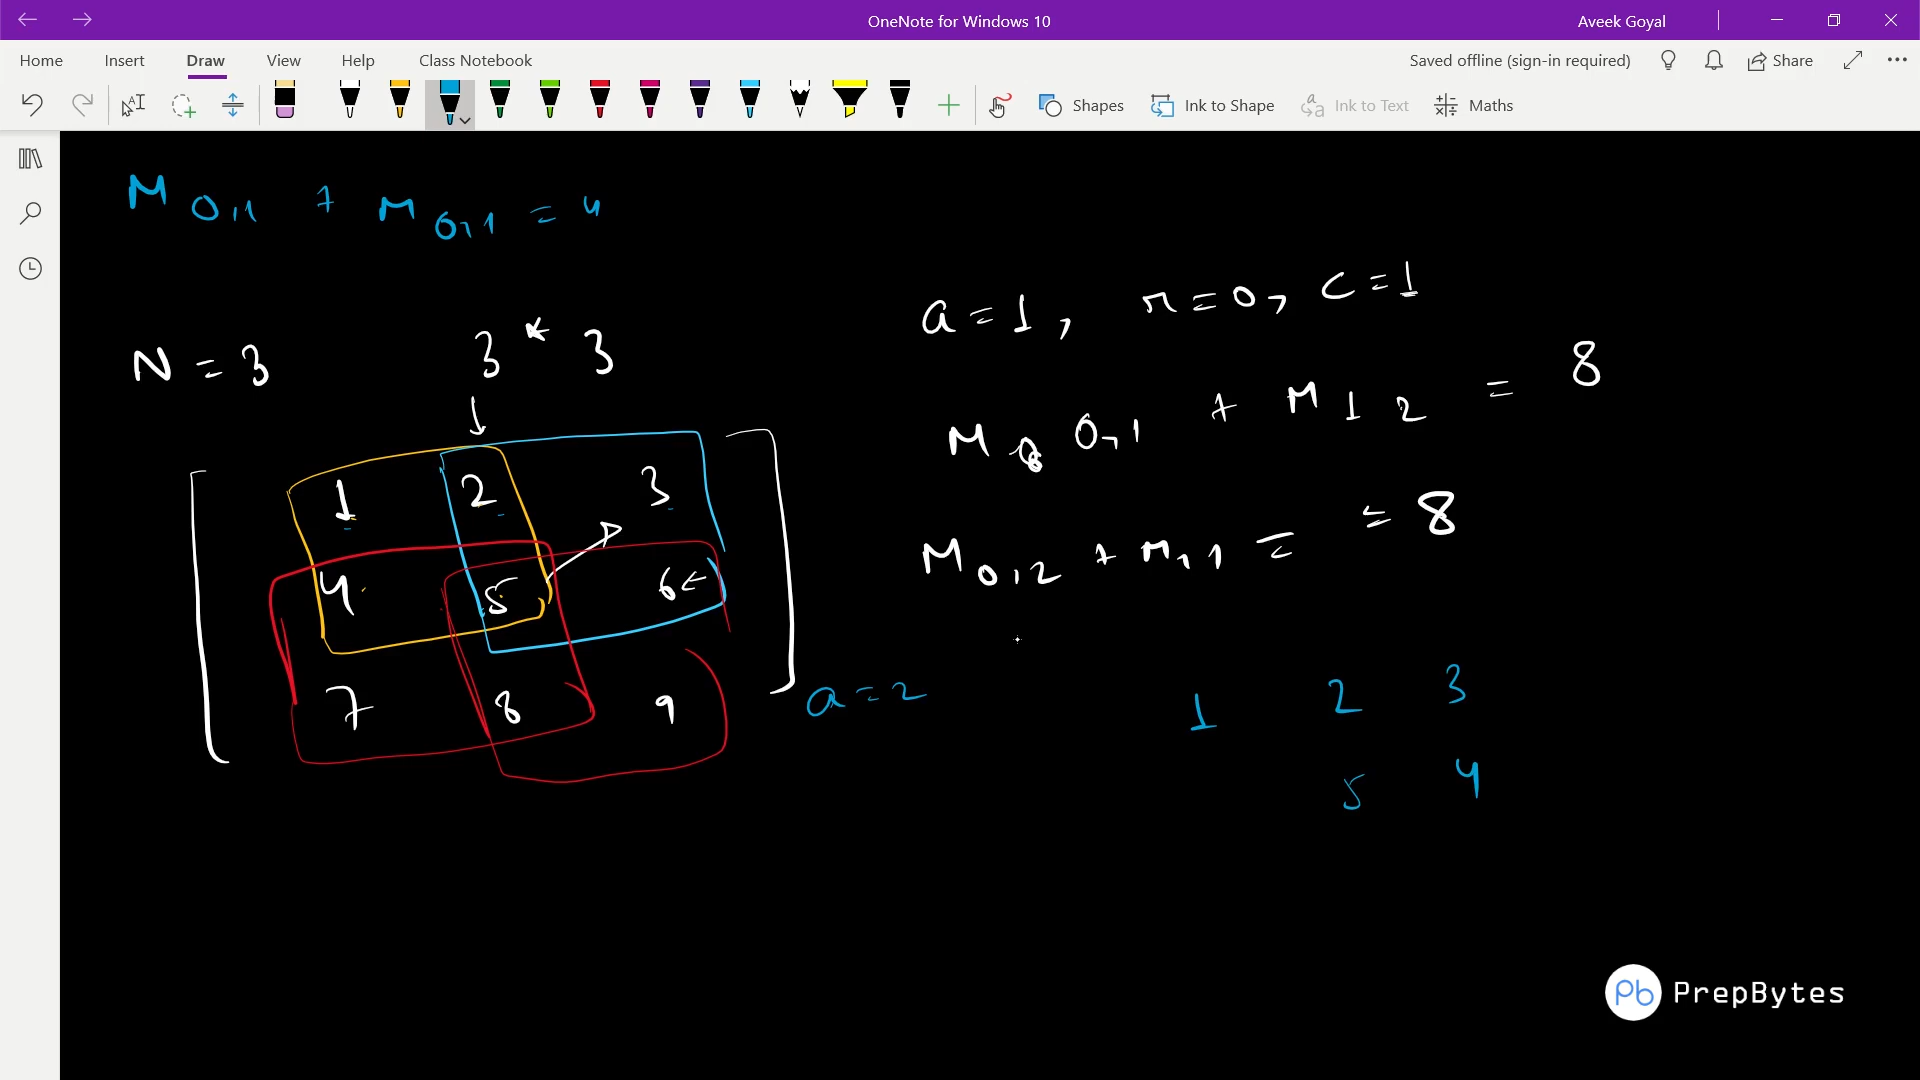 OneNote for Windows 10
Aveek Goyal
Home Insert Draw View Help Class Notebook
Saved offline (sign-in required) Share
Shapes Ink to Shape Ink to Text Maths
M 0,1 + M 0,1 = 4
a = 1, r = 0, c = 1
N = 3 3 * 3
M 0,1 + M 1 2 = 8
1 2 3
4 5 6
7 8 9
M 0,2 + M 1,1 = = 8
a = 2
1 2 3
5 4
Pb PrepBytes